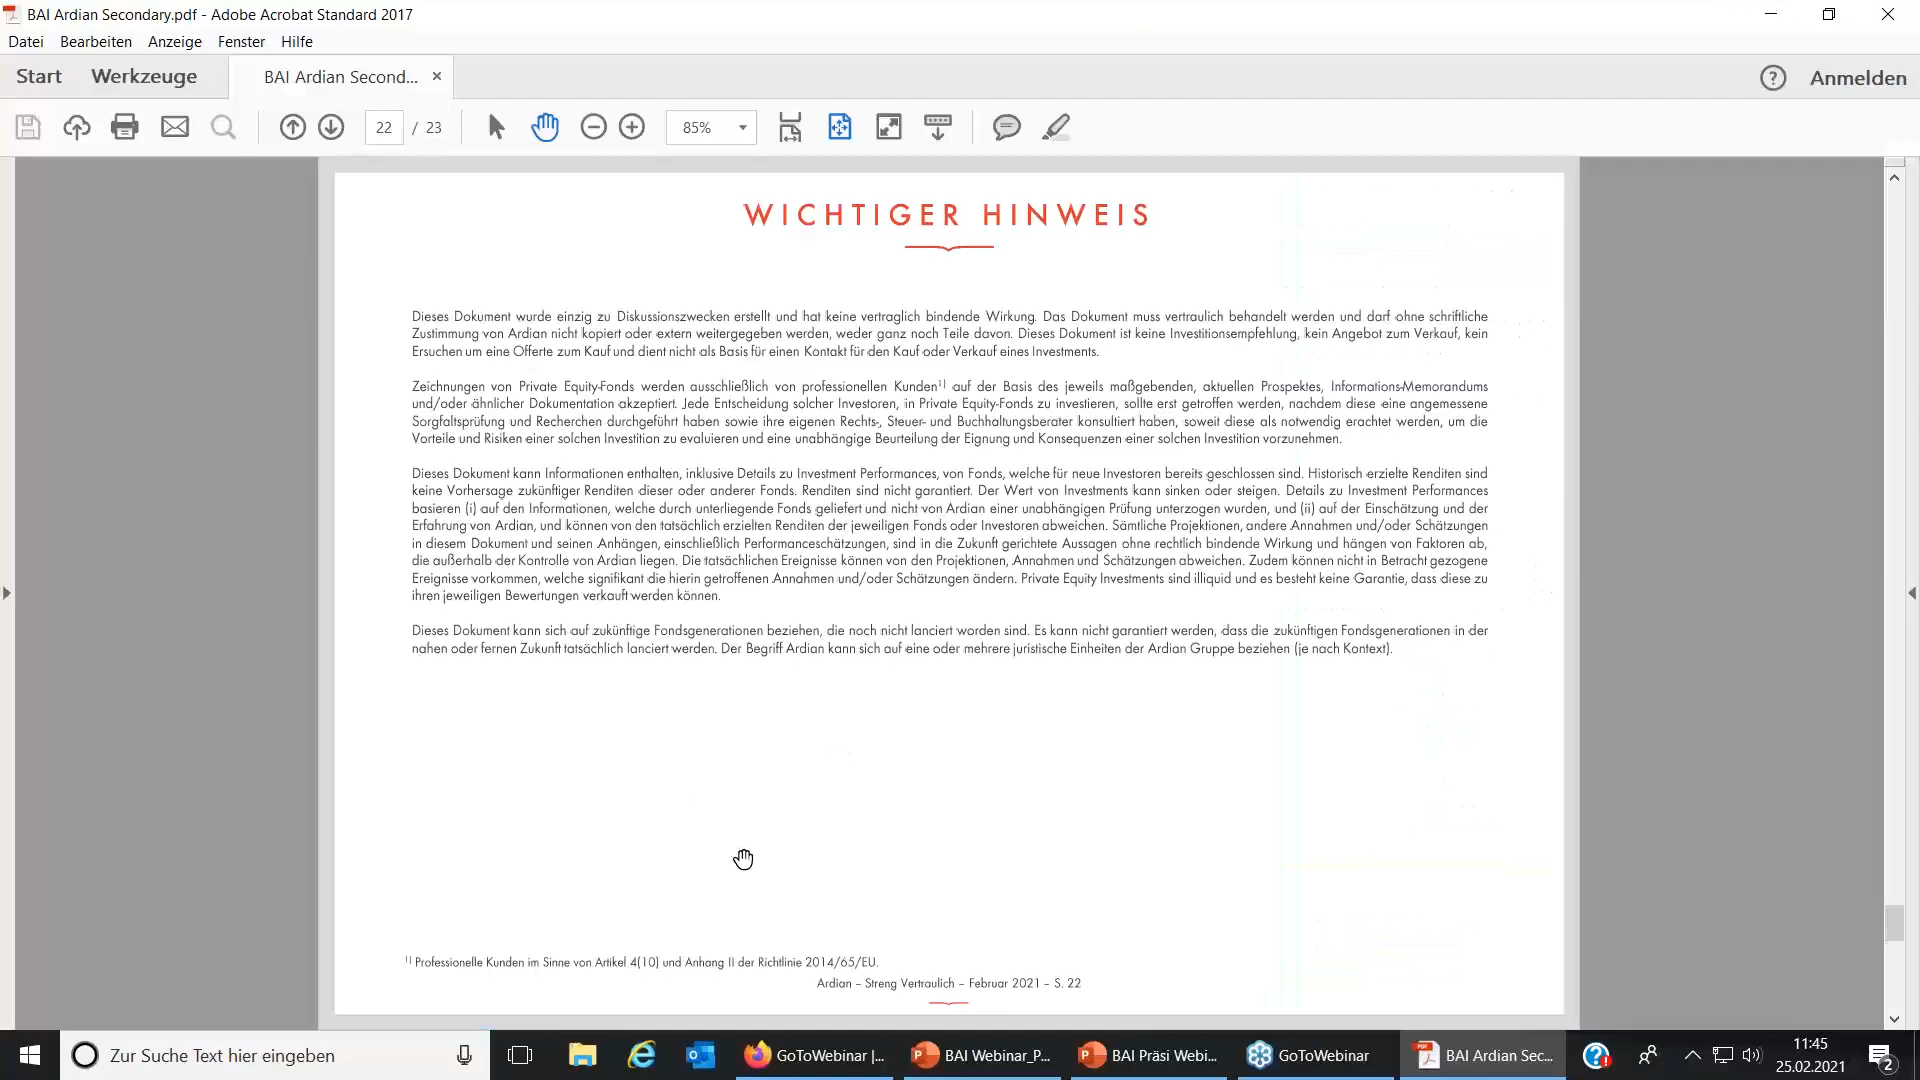 BAI Ardian Secondary.pdf - Adobe Acrobat Standard 2017
Datei Bearbeiten Anzeige Fenster Hilfe
Start Werkzeuge BAI Ardian Second... × Anmelden
22 / 23 85%
WICHTIGER HINWEIS
Dieses Dokument wurde einzig zu Diskussionszwecken erstellt und hat keine vertraglich bindende Wirkung. Das Dokument muss vertraulich behandelt werden und darf ohne schriftliche
Zustimmung von Ardian nicht kopiert oder extern weitergegeben werden, weder ganz noch Teile davon. Dieses Dokument ist keine Investitionsempfehlung, kein Angebot zum Verkauf, kein
Ersuchen um eine Offerte zum Kauf und dient nicht als Basis für einen Kontakt für den Kauf oder Verkauf eines Investments.
Zeichnungen von Private Equity-Fonds werden ausschließlich von professionellen Kunden¹⁾ auf der Basis des jeweils maßgebenden, aktuellen Prospektes, Informations-Memorandums
und/oder ähnlicher Dokumentation akzeptiert. Jede Entscheidung solcher Investoren, in Private Equity-Fonds zu investieren, sollte erst getroffen werden, nachdem diese eine angemessene
Sorgfaltsprüfung und Recherchen durchgeführt haben sowie ihre eigenen Rechts-, Steuer- und Buchhaltungsberater konsultiert haben, soweit diese als notwendig erachtet werden, um die
Vorteile und Risiken einer solchen Investition zu evaluieren und eine unabhängige Beurteilung der Eignung und Konsequenzen einer solchen Investition vorzunehmen.
Dieses Dokument kann Informationen enthalten, inklusive Details zu Investment Performances, von Fonds, welche für neue Investoren bereits geschlossen sind. Historisch erzielte Renditen sind
keine Vorhersage zukünftiger Renditen dieser oder anderer Fonds. Renditen sind nicht garantiert. Der Wert von Investments kann sinken oder steigen. Details zu Investment Performances
basieren (i) auf den Informationen, welche durch unterliegende Fonds geliefert und nicht von Ardian einer unabhängigen Prüfung unterzogen wurden, und (ii) auf der Einschätzung und der
Erfahrung von Ardian, und können von den tatsächlich erzielten Renditen der jeweiligen Fonds oder Investoren abweichen. Sämtliche Projektionen, andere Annahmen und/oder Schätzungen
in diesem Dokument und seinen Anhängen, einschließlich Performanceschätzungen, sind in die Zukunft gerichtete Aussagen ohne rechtlich bindende Wirkung und hängen von Faktoren ab,
die außerhalb der Kontrolle von Ardian liegen. Die tatsächlichen Ereignisse können von den Projektionen, Annahmen und Schätzungen abweichen. Zudem können nicht in Betracht gezogene
Ereignisse vorkommen, welche signifikant die hierin getroffenen Annahmen und/oder Schätzungen ändern. Private Equity Investments sind illiquid und es besteht keine Garantie, dass diese zu
ihren jeweiligen Bewertungen verkauft werden können.
Dieses Dokument kann sich auf zukünftige Fondsgenerationen beziehen, die noch nicht lanciert worden sind. Es kann nicht garantiert werden, dass die zukünftigen Fondsgenerationen in der
nahen oder fernen Zukunft tatsächlich lanciert werden. Der Begriff Ardian kann sich auf eine oder mehrere juristische Einheiten der Ardian Gruppe beziehen (je nach Kontext).
¹⁾ Professionelle Kunden im Sinne von Artikel 4(10) und Anhang II der Richtlinie 2014/65/EU.
Ardian – Streng Vertraulich – Februar 2021 – S. 22
Zur Suche Text hier eingeben GoToWebinar |... BAI Webinar_P... BAI Präsi Webi... GoToWebinar BAI Ardian Sec... 11:45
25.02.2021 2